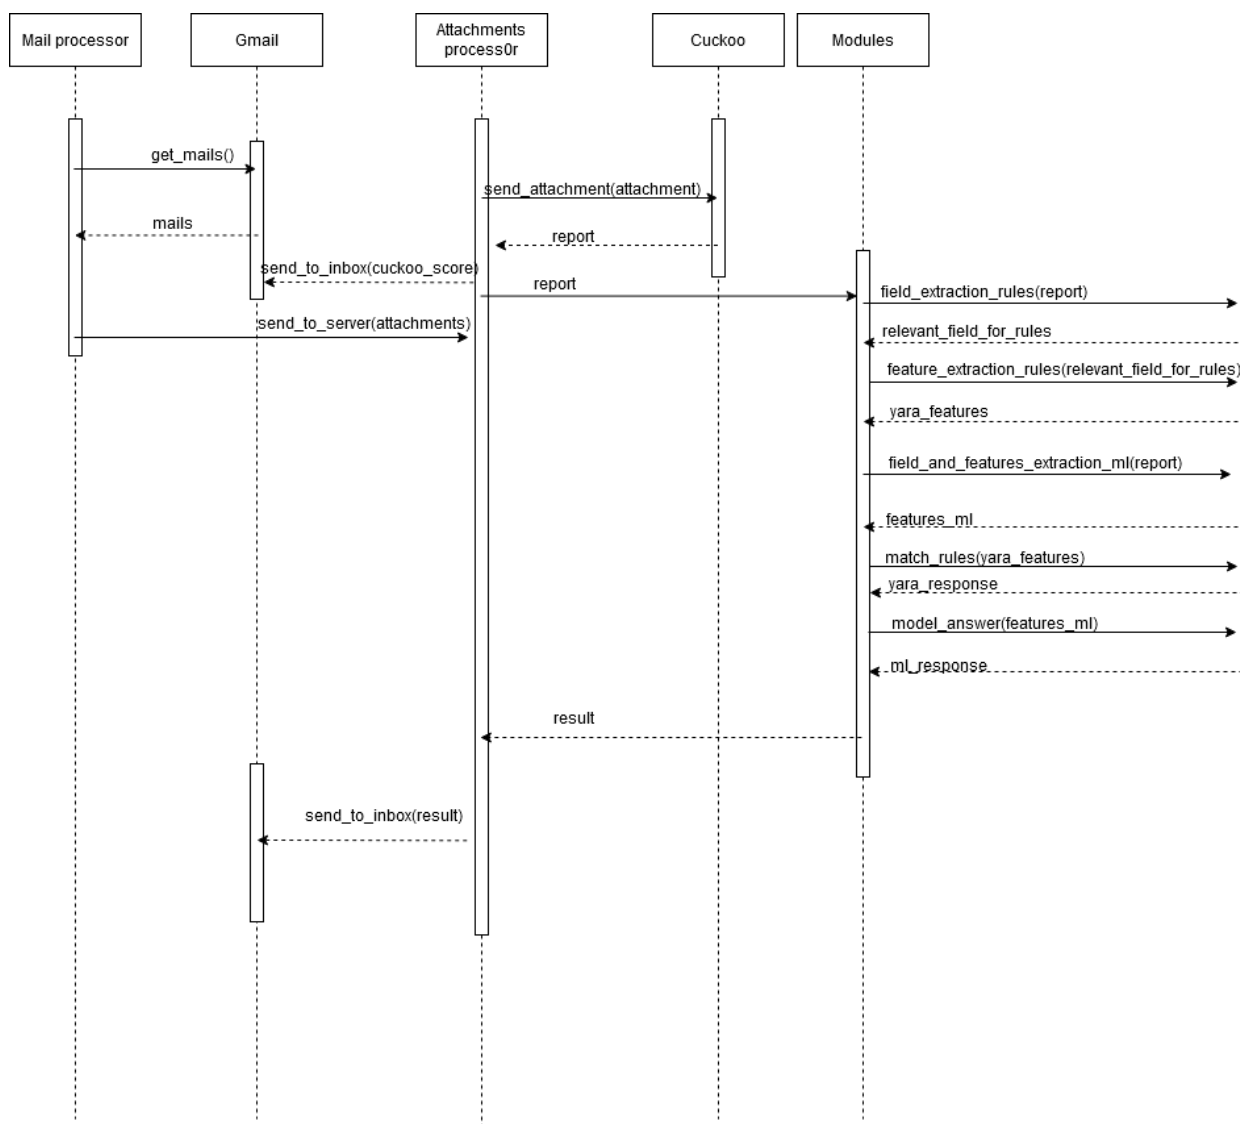 Mail processor
Gmail
Attachments
process0r
Cuckoo
Modules
get_mails()
send_attachment(attachment)
mails
report
send_to_inbox(cuckoo_score)
report
field_extraction_rules(report)
send_to_server(attachments)
relevant_field_for_rules
feature_extraction_rules(relevant_field_for_rules)
yara_features
field_and_features_extraction_ml(report)
features_ml
match_rules(yara_features)
yara_response
model_answer(features_ml)
ml_response
result
send_to_inbox(result)